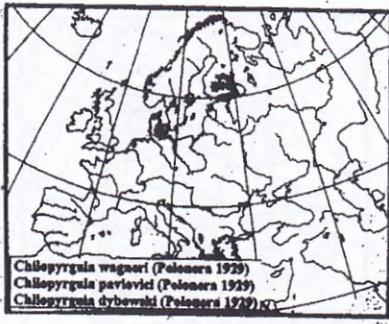 Chilopyrgula wagneri (Polonera 1929)
Chilopyrgula pavlovici (Polonera 1929)
Chilopyrgula dybowski (Polonera 1929)